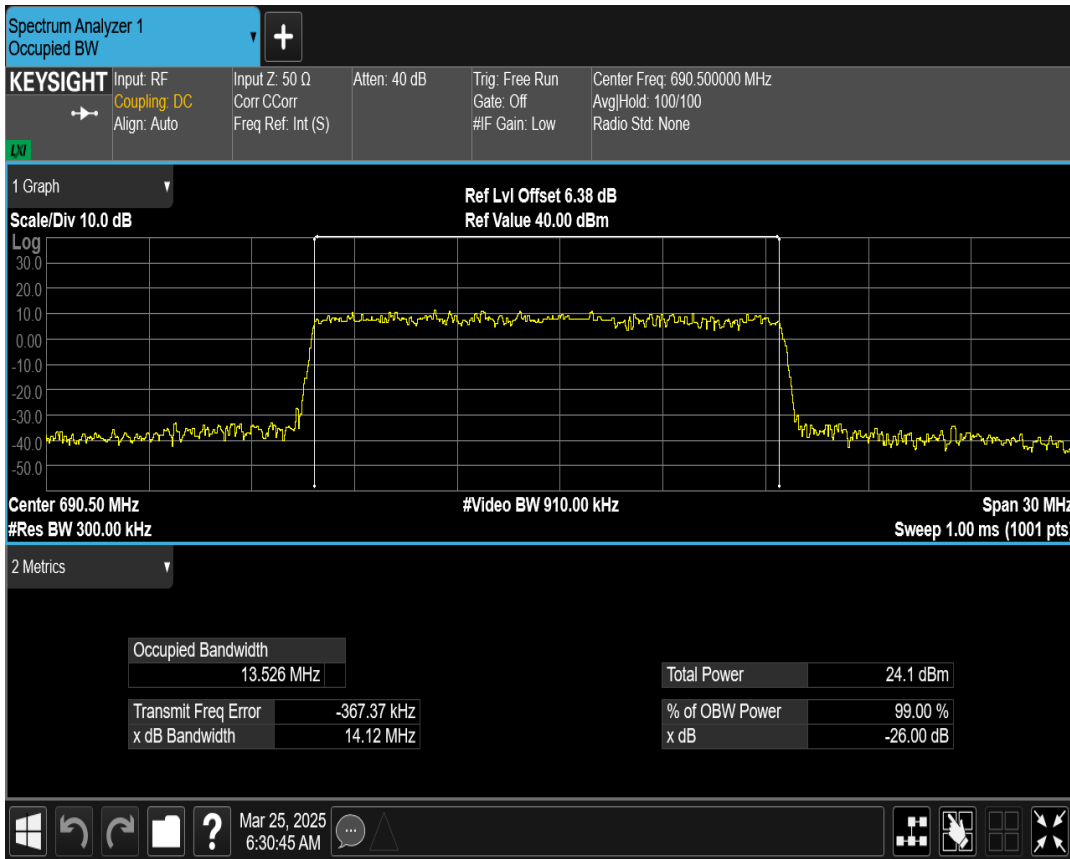 Spectrum Analyzer 1
Occupied BW
KEYSIGHT
LXI
Input: RF
Coupling: DC
Align: Auto
Input Z: 50 Ω
Corr CCorr
Freq Ref: Int (S)
Atten: 40 dB
Trig: Free Run
Gate: Off
#IF Gain: Low
Center Freq: 690.500000 MHz
Avg|Hold: 100/100
Radio Std: None
1 Graph
Scale/Div 10.0 dB
Ref Lvl Offset 6.38 dB
Ref Value 40.00 dBm
Log
30.0
20.0
10.0
0.00
-10.0
-20.0
-30.0
-40.0
-50.0
Center 690.50 MHz
#Res BW 300.00 kHz
#Video BW 910.00 kHz
Span 30 MHz
Sweep 1.00 ms (1001 pts)
2 Metrics
Occupied Bandwidth
13.526 MHz
Transmit Freq Error -367.37 kHz
x dB Bandwidth 14.12 MHz
Total Power 24.1 dBm
% of OBW Power 99.00 %
x dB -26.00 dB
?
Mar 25, 2025
6:30:45 AM